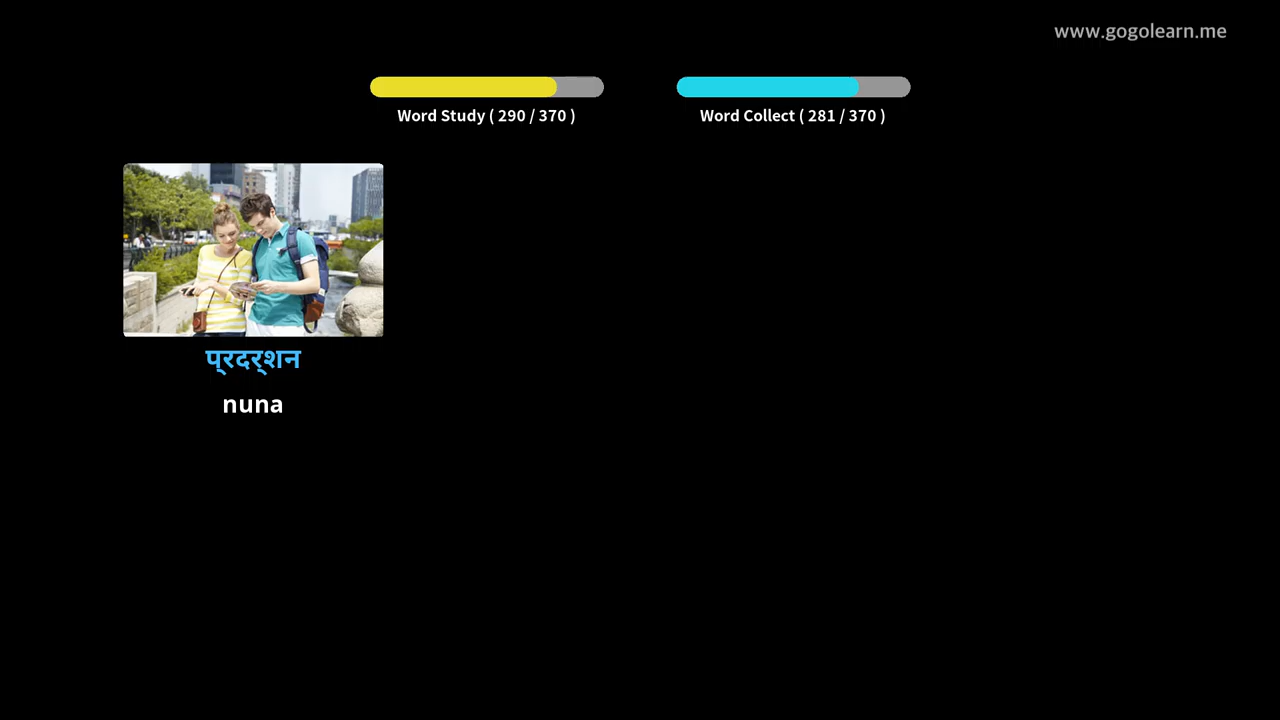 www.gogolearn.me
Word Study ( 290 / 370 )
Word Collect ( 281 / 370 )
प्रदर्शन
nuna